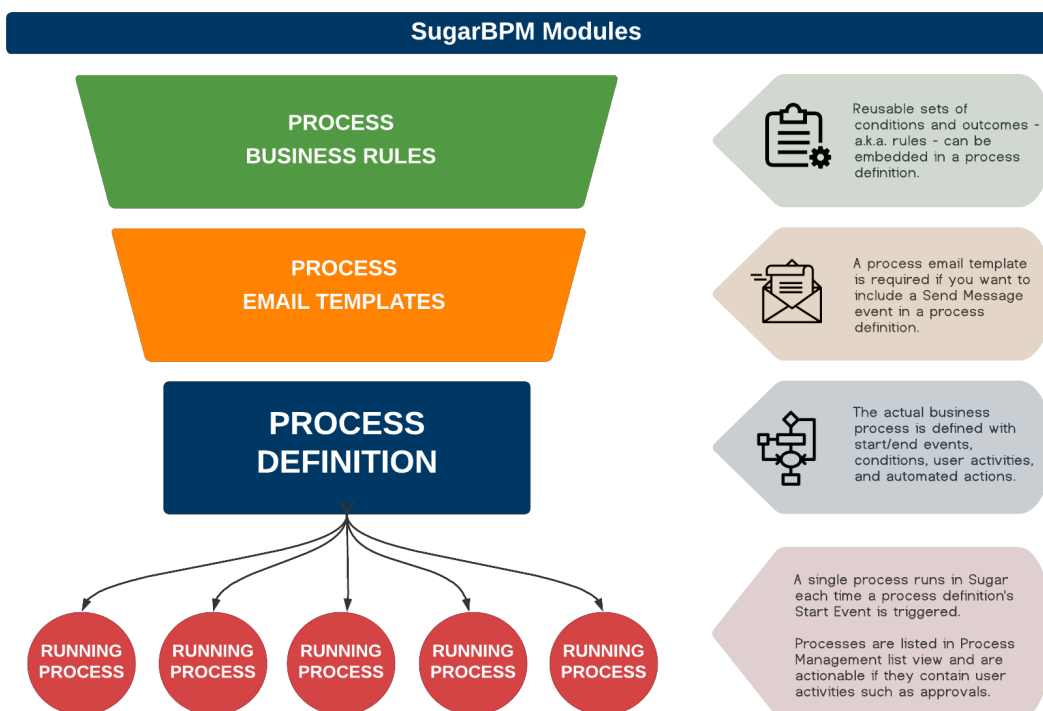 SugarBPM Modules
PROCESS
BUSINESS RULES
Reusable sets of
conditions and outcomes -
a.k.a. rules - can be
embedded in a process
definition.
PROCESS
EMAIL TEMPLATES
A process email template
is required if you want to
include a Send Message
event in a process
definition.
PROCESS
DEFINITION
The actual business
process is defined with
start/end events,
conditions, user activities,
and automated actions.
RUNNING
PROCESS
RUNNING
PROCESS
RUNNING
PROCESS
RUNNING
PROCESS
RUNNING
PROCESS
A single process runs in Sugar
each time a process definition's
Start Event is triggered.
Processes are listed in Process
Management list view and are
actionable if they contain user
activities such as approvals.